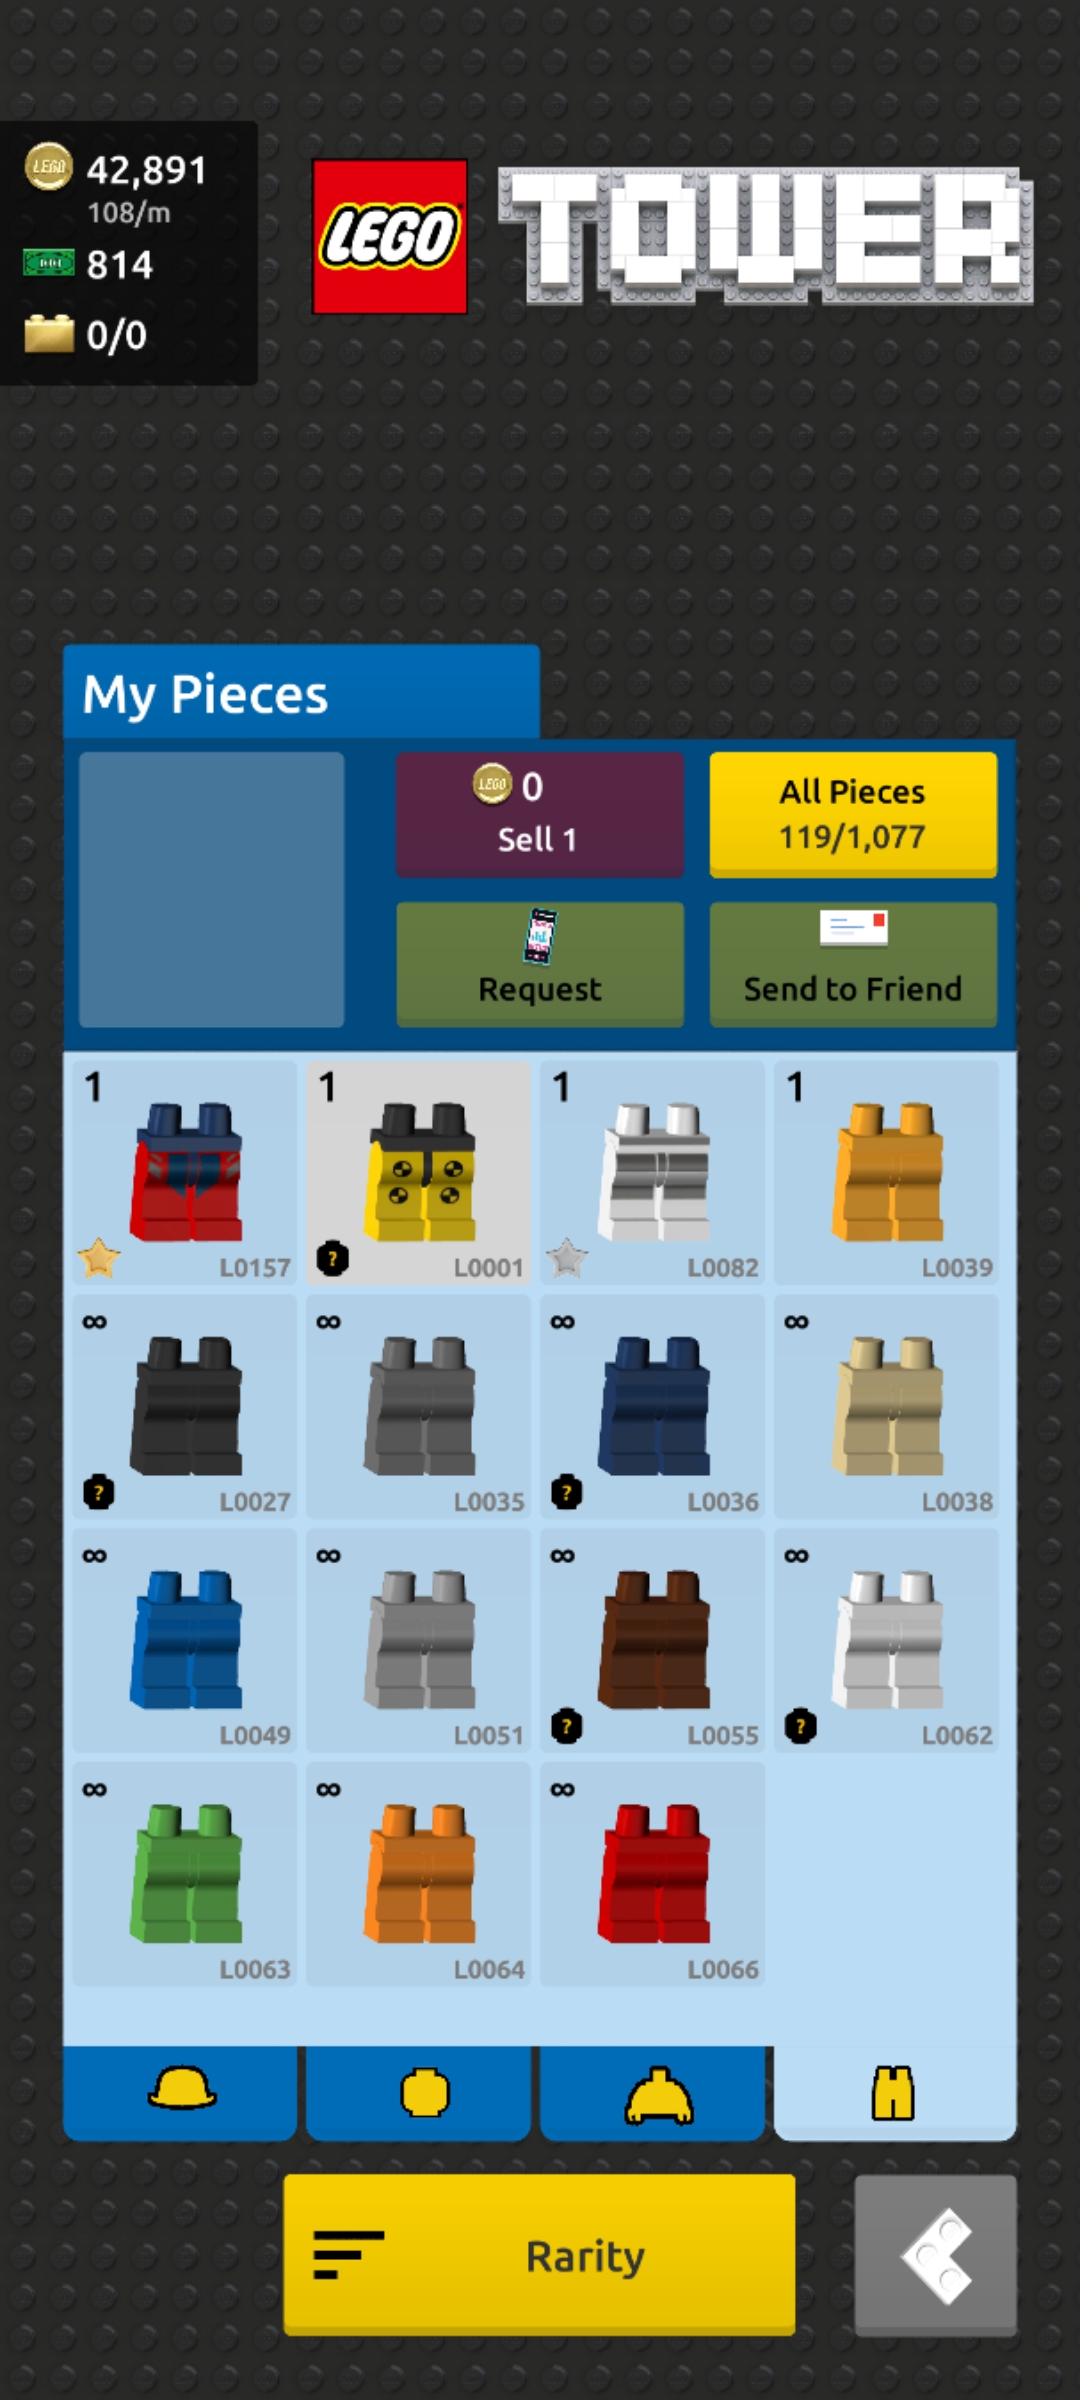 LEGO 42,891
108/m
814
0/0
LEGO TOWER
My Pieces
LEGO 0
Sell 1
All Pieces
119/1,077
Request
Send to Friend
1
L0157
1
?
L0001
1
L0082
1
L0039
∞
?
L0027
∞
L0035
∞
?
L0036
∞
L0038
∞
L0049
∞
L0051
∞
?
L0055
∞
?
L0062
∞
L0063
∞
L0064
∞
L0066
Rarity